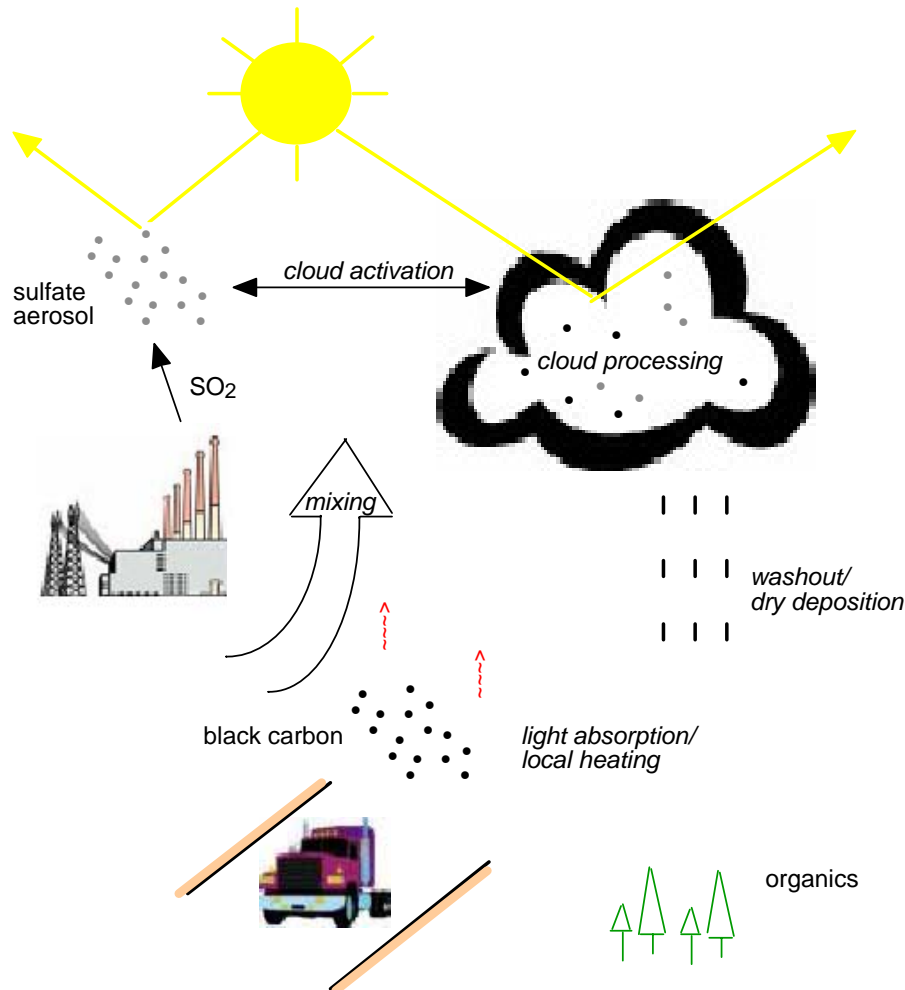 cloud activation
sulfate
aerosol
cloud processing
SO2
mixing
washout/
dry deposition
black carbon
light absorption/
local heating
organics